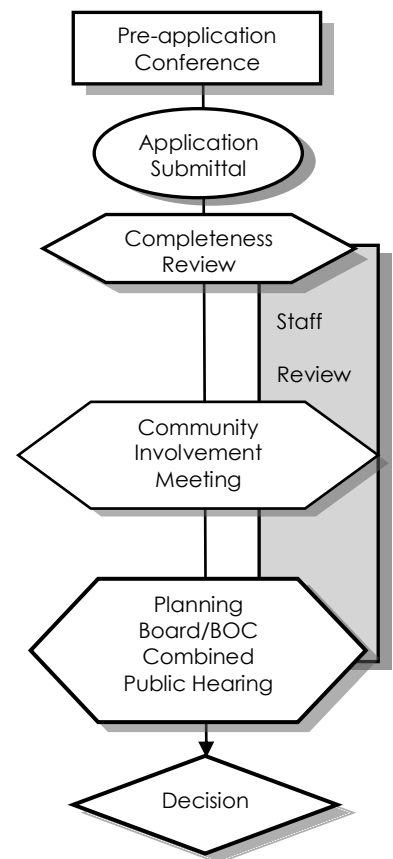 Pre-application
Conference
Application
Submittal
Completeness
Review
Staff
Review
Community
Involvement
Meeting
Planning
Board/BOC
Combined
Public Hearing
Decision